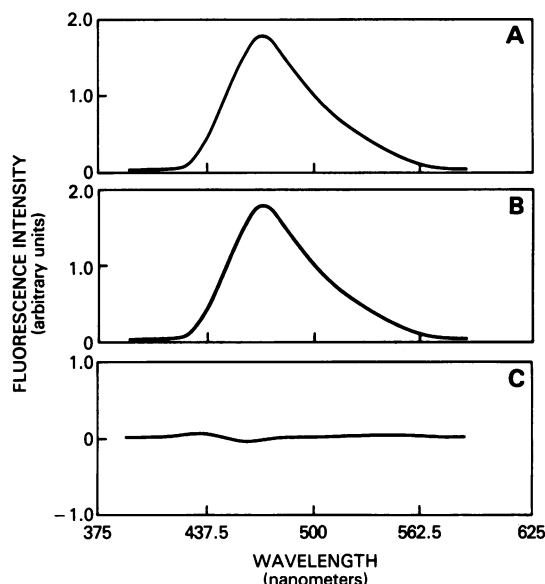 2.0
A
1.0
0
2.0
B
1.0
0
1.0
C
0
− 1.0
375
437.5
500
562.5
625
FLUORESCENCE INTENSITY
(arbitrary units)
WAVELENGTH
(nanometers)